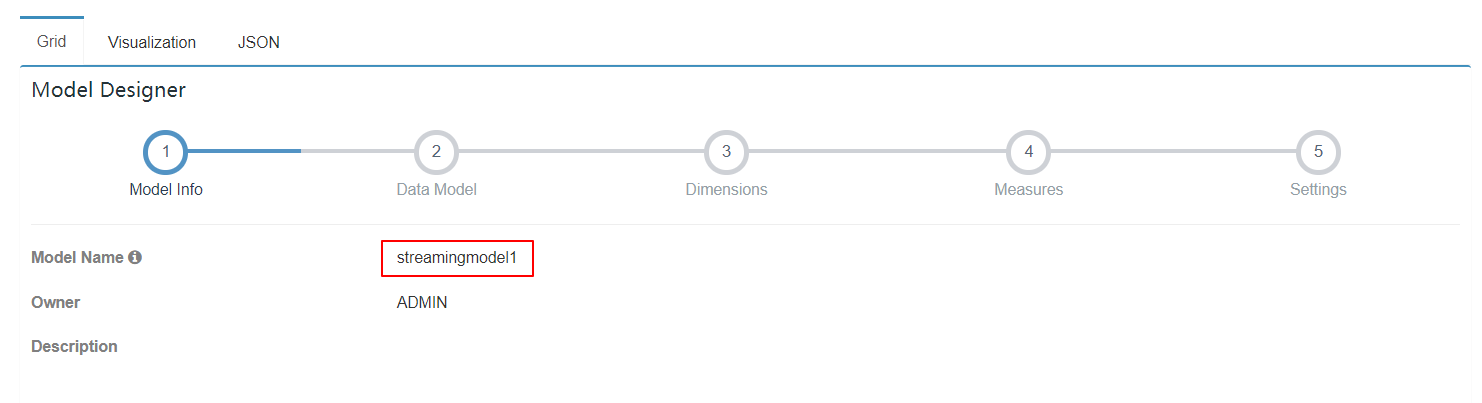 Grid Visualization JSON
Model Designer
1 2 3 4 5
Model Info Data Model Dimensions Measures Settings
Model Name streamingmodel1
Owner ADMIN
Description